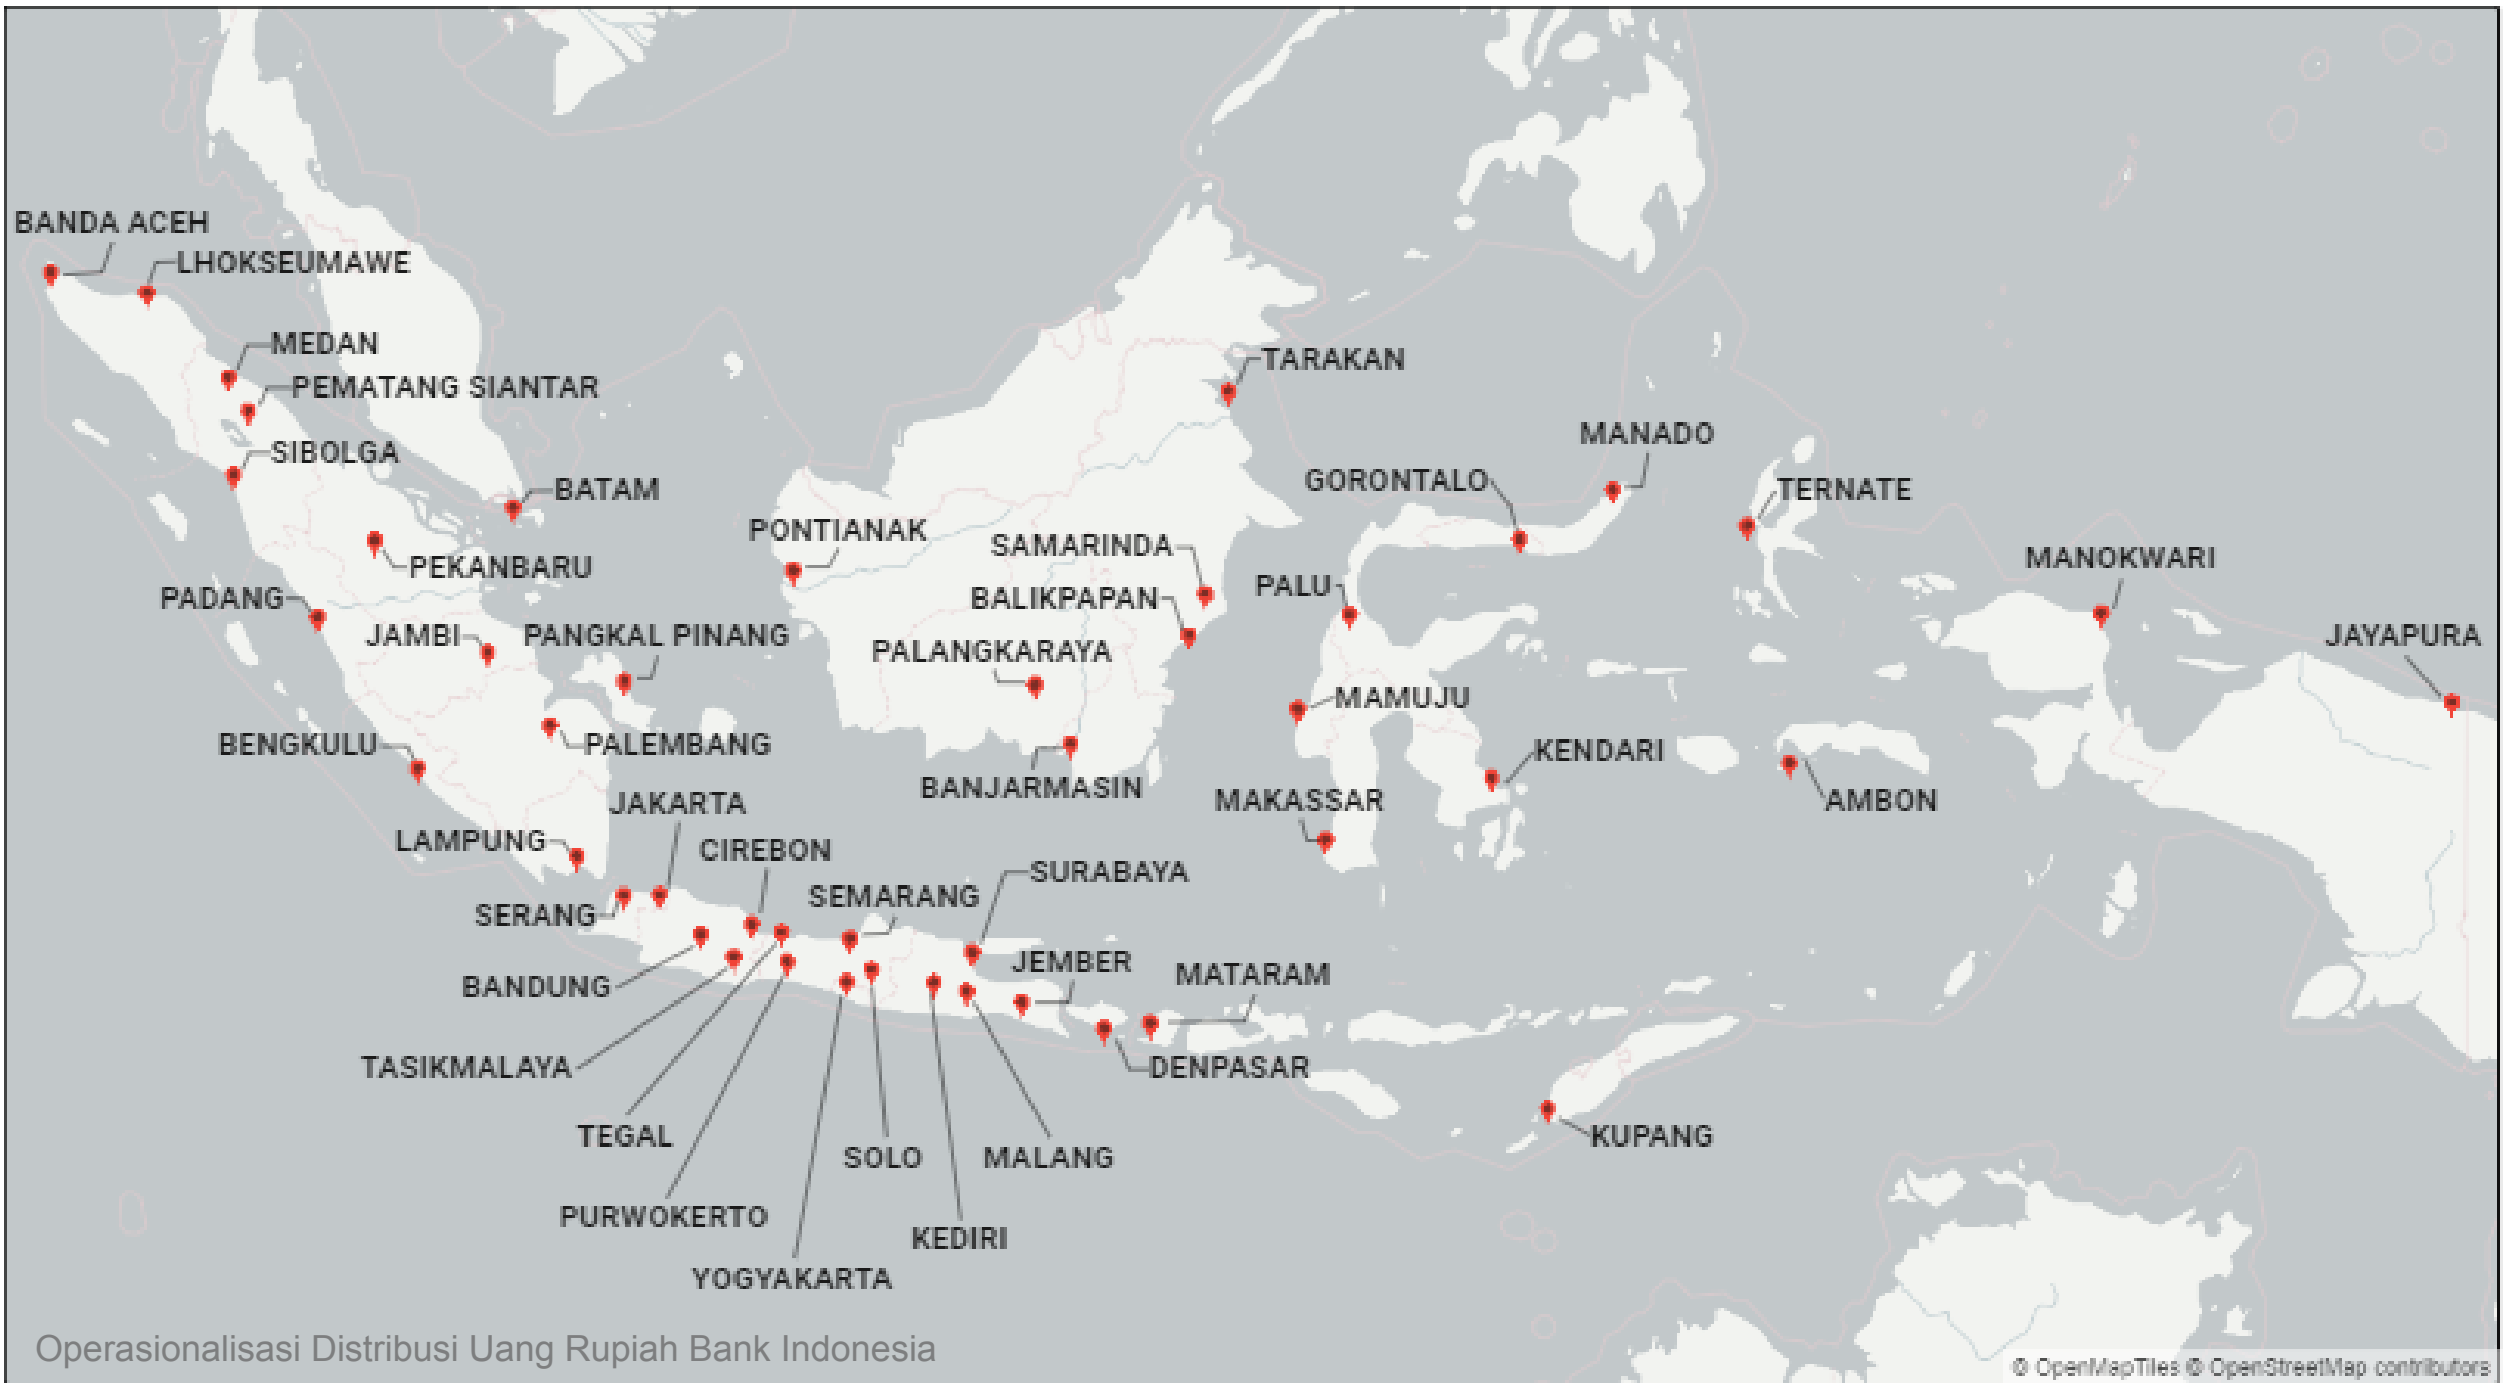 BANDA ACEH
LHOKSEUMAWE
MEDAN
TARAKAN
PEMATANG SIANTAR
MANADO
SIBOLGA
GORONTALO
BATAM
TERNATE
PONTIANAK
SAMARINDA
MANOKWARI
PEKANBARU
PALU
PADANG
BALIKPAPAN
JAMBI
PANGKAL PINANG
JAYAPURA
PALANGKARAYA
MAMUJU
BENGKULU
PALEMBANG
KENDARI
BANJARMASIN
MAKASSAR
AMBON
JAKARTA
LAMPUNG
CIREBON
SURABAYA
SEMARANG
SERANG
JEMBER
MATARAM
BANDUNG
TASIKMALAYA
DENPASAR
TEGAL
KUPANG
SOLO
MALANG
PURWOKERTO
KEDIRI
YOGYAKARTA
Operasionalisasi Distribusi Uang Rupiah Bank Indonesia
© OpenMapTiles © OpenStreetMap contributors